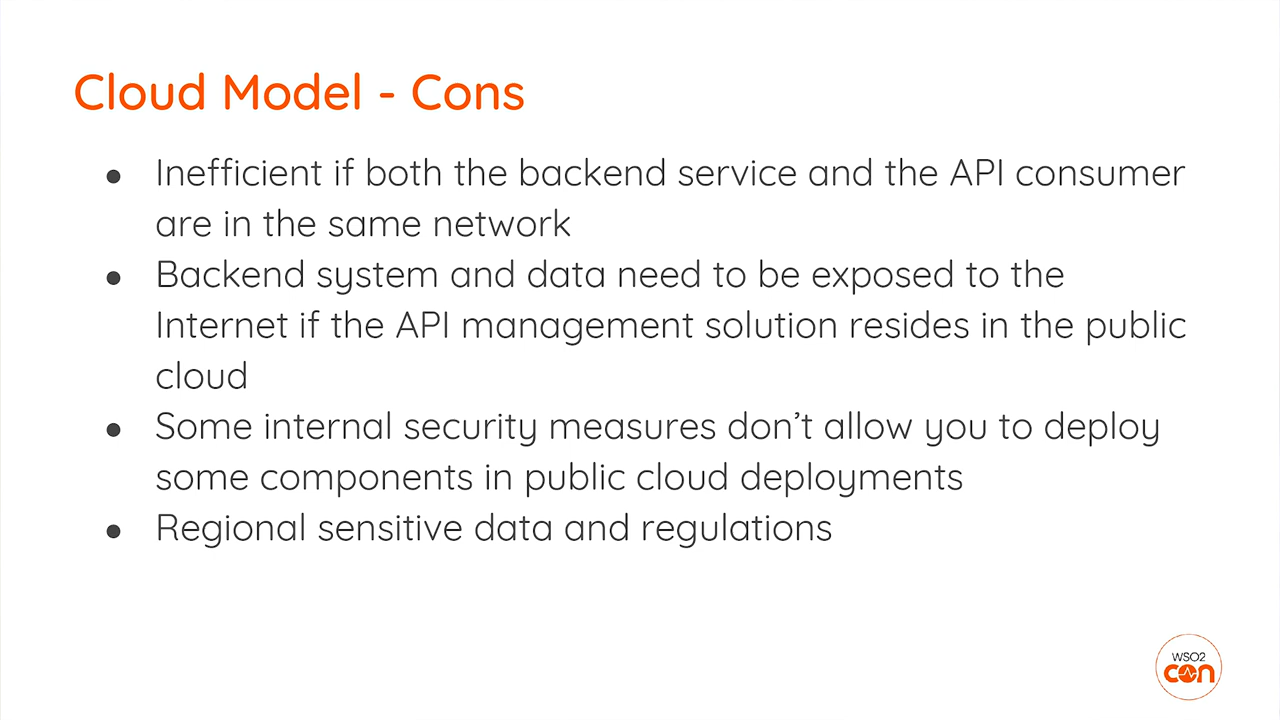 Cloud Model - Cons
● Inefficient if both the backend service and the API consumer
are in the same network
● Backend system and data need to be exposed to the
Internet if the API management solution resides in the public
cloud
● Some internal security measures don’t allow you to deploy
some components in public cloud deployments
● Regional sensitive data and regulations
WSO2
con